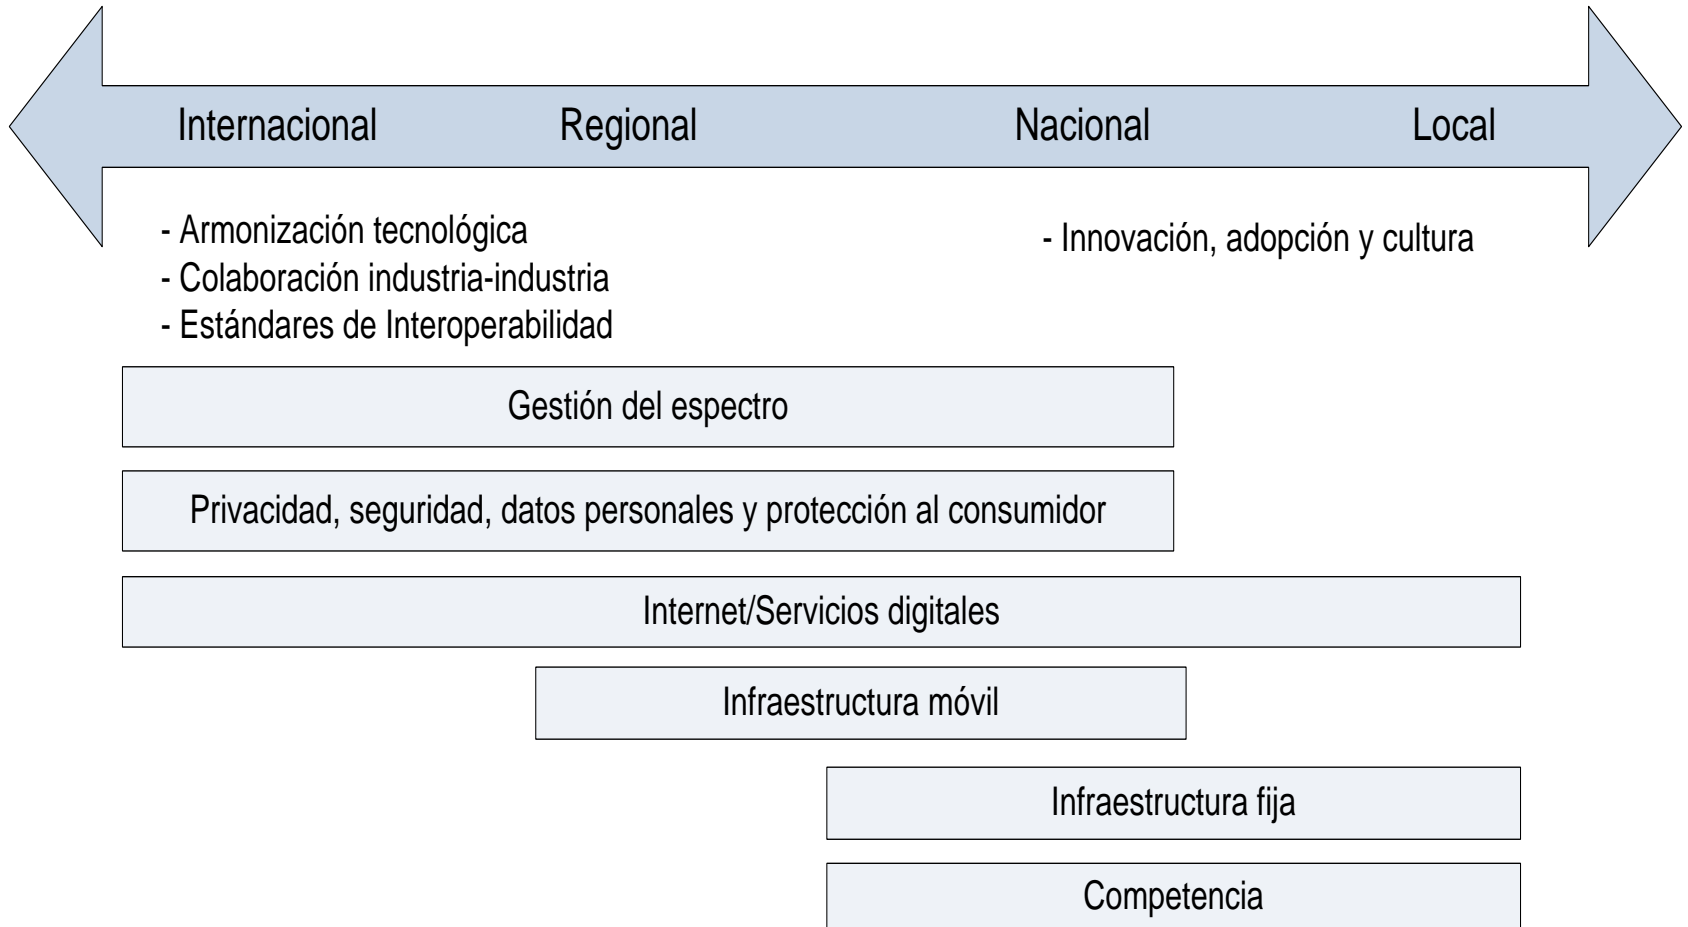 Internacional Regional Nacional Local
- Armonización tecnológica
- Colaboración industria-industria
- Estándares de Interoperabilidad
- Innovación, adopción y cultura
Gestión del espectro
Privacidad, seguridad, datos personales y protección al consumidor
Internet/Servicios digitales
Infraestructura móvil
Infraestructura fija
Competencia